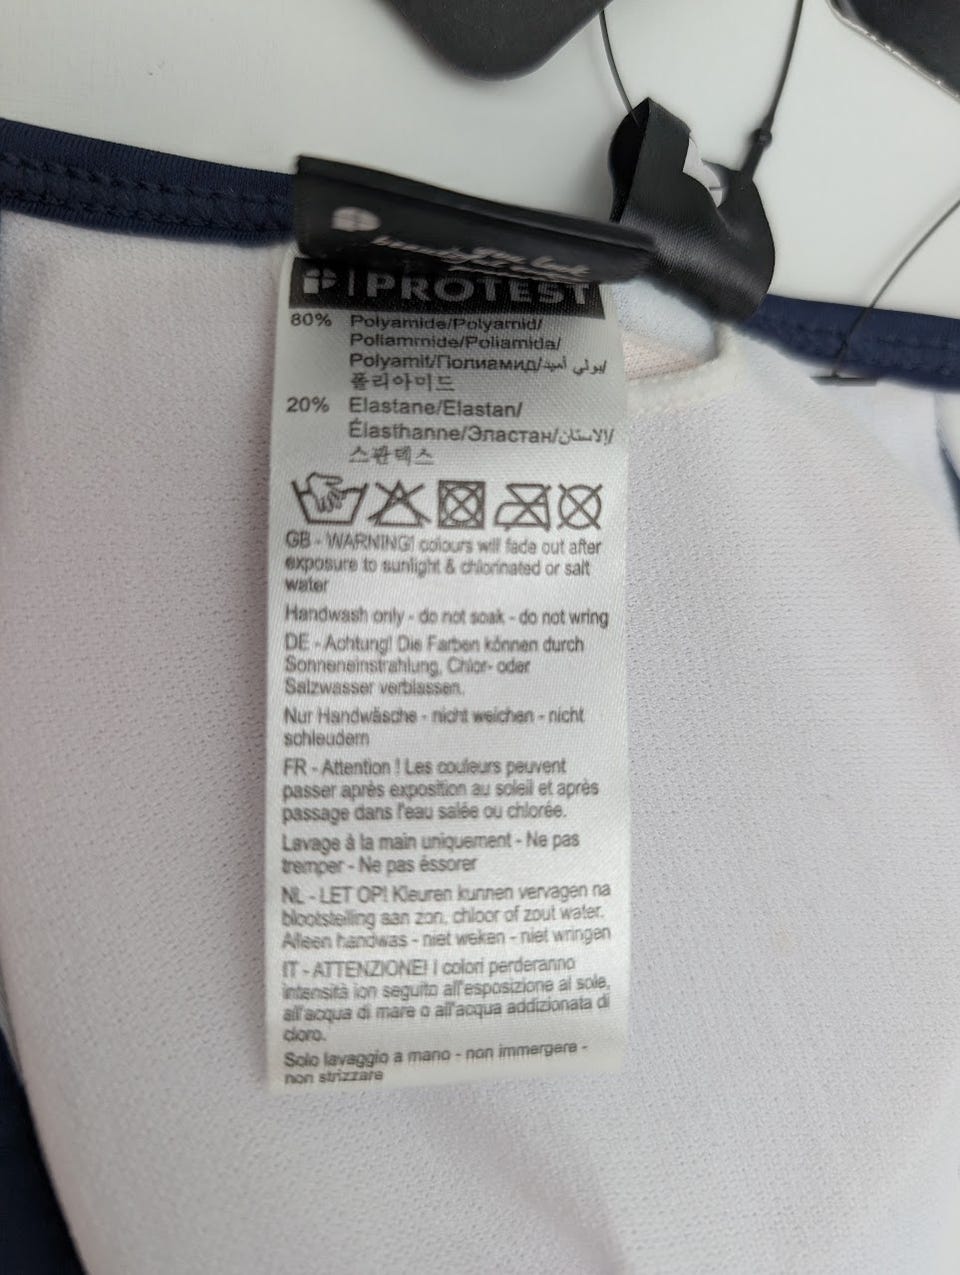 PROTEST
80% Polyamide/Polyamid/
Poliammide/Poliamida/
Polyamit/Полиамид/بولي أميد/
폴리아미드
20% Elastane/Elastan/
Élasthanne/Эластан/الاستان/
스판덱스
GB - WARNING! colours will fade out after
exposure to sunlight & chlorinated or salt
water
Handwash only - do not soak - do not wring
DE - Achtung! Die Farben können durch
Sonneneinstrahlung, Chlor- oder
Salzwasser verblassen.
Nur Handwäsche - nicht weichen - nicht
schleudern
FR - Attention ! Les couleurs peuvent
passer après exposition au soleil et après
passage dans l'eau salée ou chlorée.
Lavage à la main uniquement - Ne pas
tremper - Ne pas éssorer
NL - LET OP! Kleuren kunnen vervagen na
blootstelling aan zon, chloor of zout water.
Alleen handwas - niet weken - niet wringen
IT - ATTENZIONE! I colori perderanno
intensità ion seguito all'esposizione al sole,
all'acqua di mare o all'acqua addizionata di
cloro.
Solo lavaggio a mano - non immergere -
non strizzare